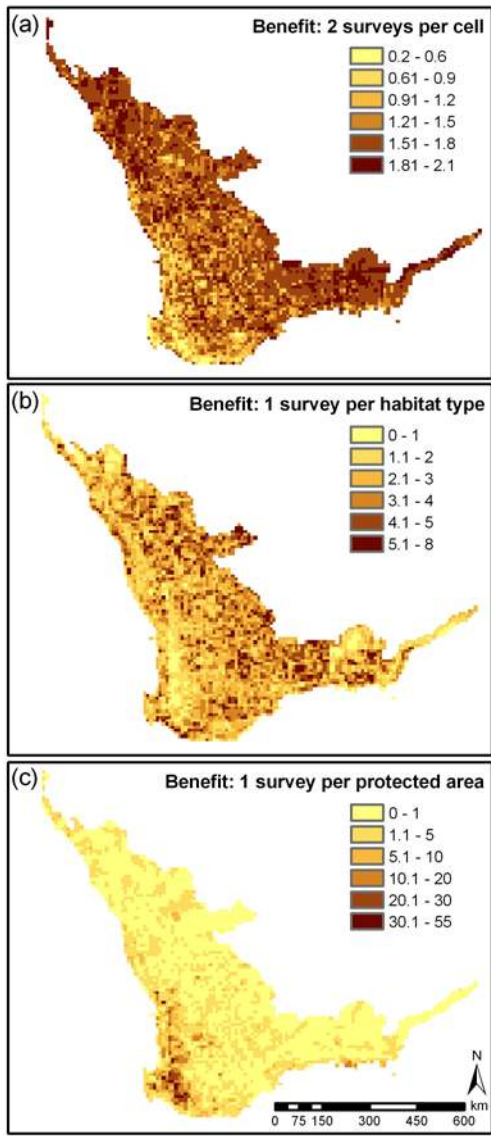 (a) Benefit: 2 surveys per cell
0.2 - 0.6
0.61 - 0.9
0.91 - 1.2
1.21 - 1.5
1.51 - 1.8
1.81 - 2.1
(b) Benefit: 1 survey per habitat type
0 - 1
1.1 - 2
2.1 - 3
3.1 - 4
4.1 - 5
5.1 - 8
(c) Benefit: 1 survey per protected area
0 - 1
1.1 - 5
5.1 - 10
10.1 - 20
20.1 - 30
30.1 - 55
N
km
0 75 150 300 450 600